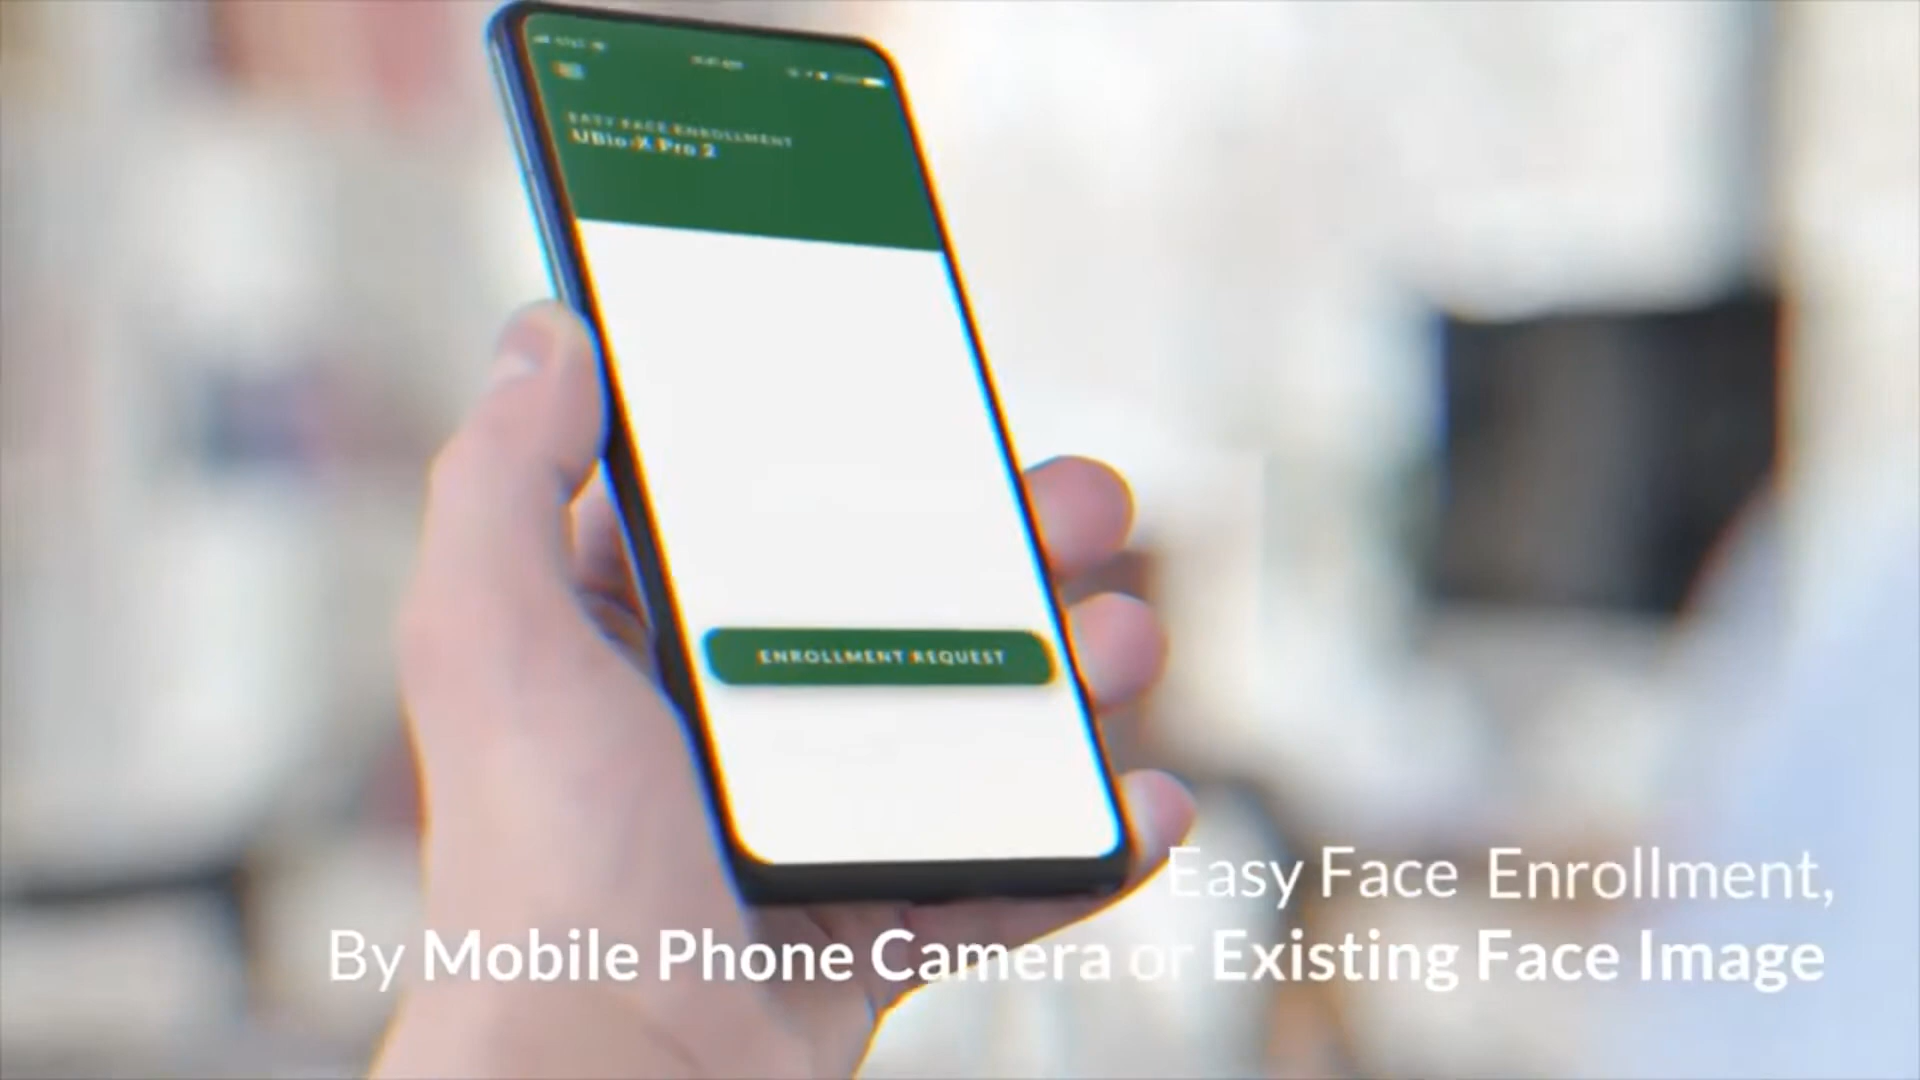 EASY FACE ENROLLMENT
UBio-X Pro 2
ENROLLMENT REQUEST
Easy Face Enrollment,
By Mobile Phone Camera or Existing Face Image